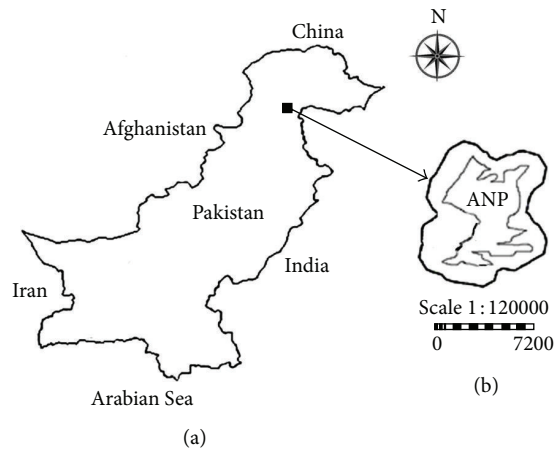 China
N
Afghanistan
ANP
Pakistan
India
Iran
Scale 1:120000
0 7200
Arabian Sea
(b)
(a)